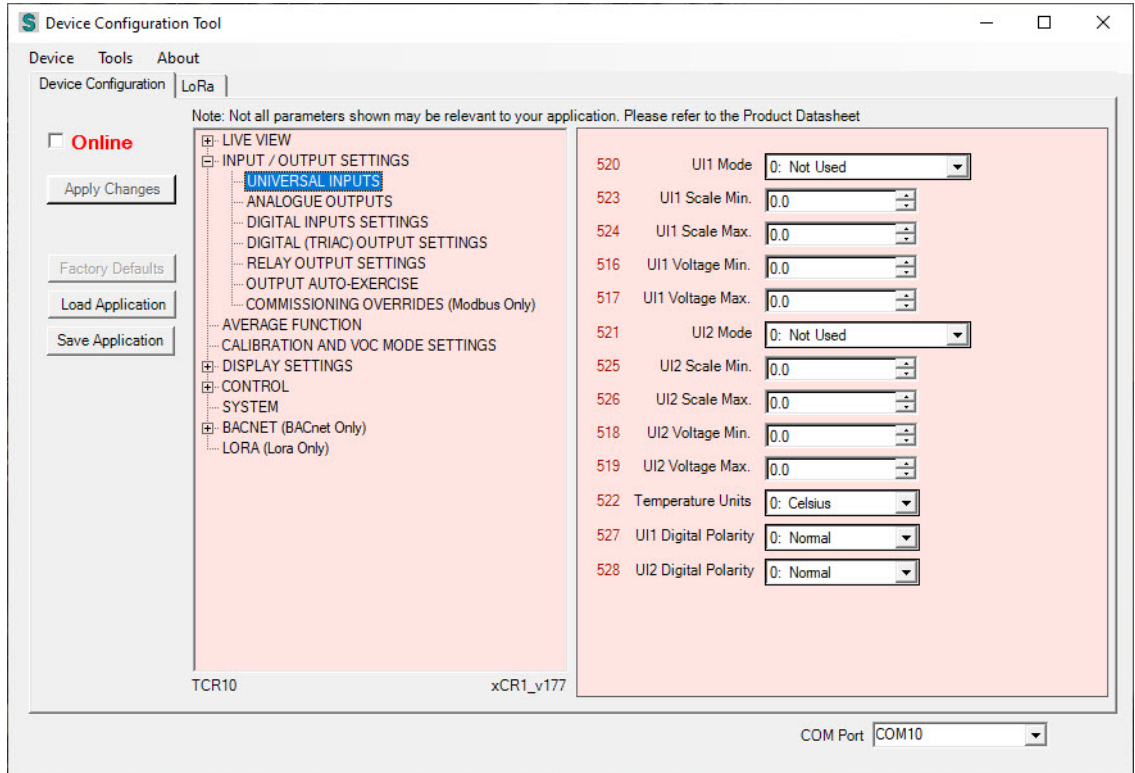 Device Configuration Tool
Device Tools About
Device Configuration LoRa
Note: Not all parameters shown may be relevant to your application. Please refer to the Product Datasheet
Online
Apply Changes
Factory Defaults
Load Application
Save Application
LIVE VIEW
INPUT / OUTPUT SETTINGS
UNIVERSAL INPUTS
ANALOGUE OUTPUTS
DIGITAL INPUTS SETTINGS
DIGITAL (TRIAC) OUTPUT SETTINGS
RELAY OUTPUT SETTINGS
OUTPUT AUTO-EXERCISE
COMMISSIONING OVERRIDES (Modbus Only)
AVERAGE FUNCTION
CALIBRATION AND VOC MODE SETTINGS
DISPLAY SETTINGS
CONTROL
SYSTEM
BACNET (BACnet Only)
LORA (Lora Only)
TCR10 xCR1_v177
520 UI1 Mode 0: Not Used
523 UI1 Scale Min. 0.0
524 UI1 Scale Max. 0.0
516 UI1 Voltage Min. 0.0
517 UI1 Voltage Max. 0.0
521 UI2 Mode 0: Not Used
525 UI2 Scale Min. 0.0
526 UI2 Scale Max. 0.0
518 UI2 Voltage Min. 0.0
519 UI2 Voltage Max. 0.0
522 Temperature Units 0: Celsius
527 UI1 Digital Polarity 0: Normal
528 UI2 Digital Polarity 0: Normal
COM Port COM10